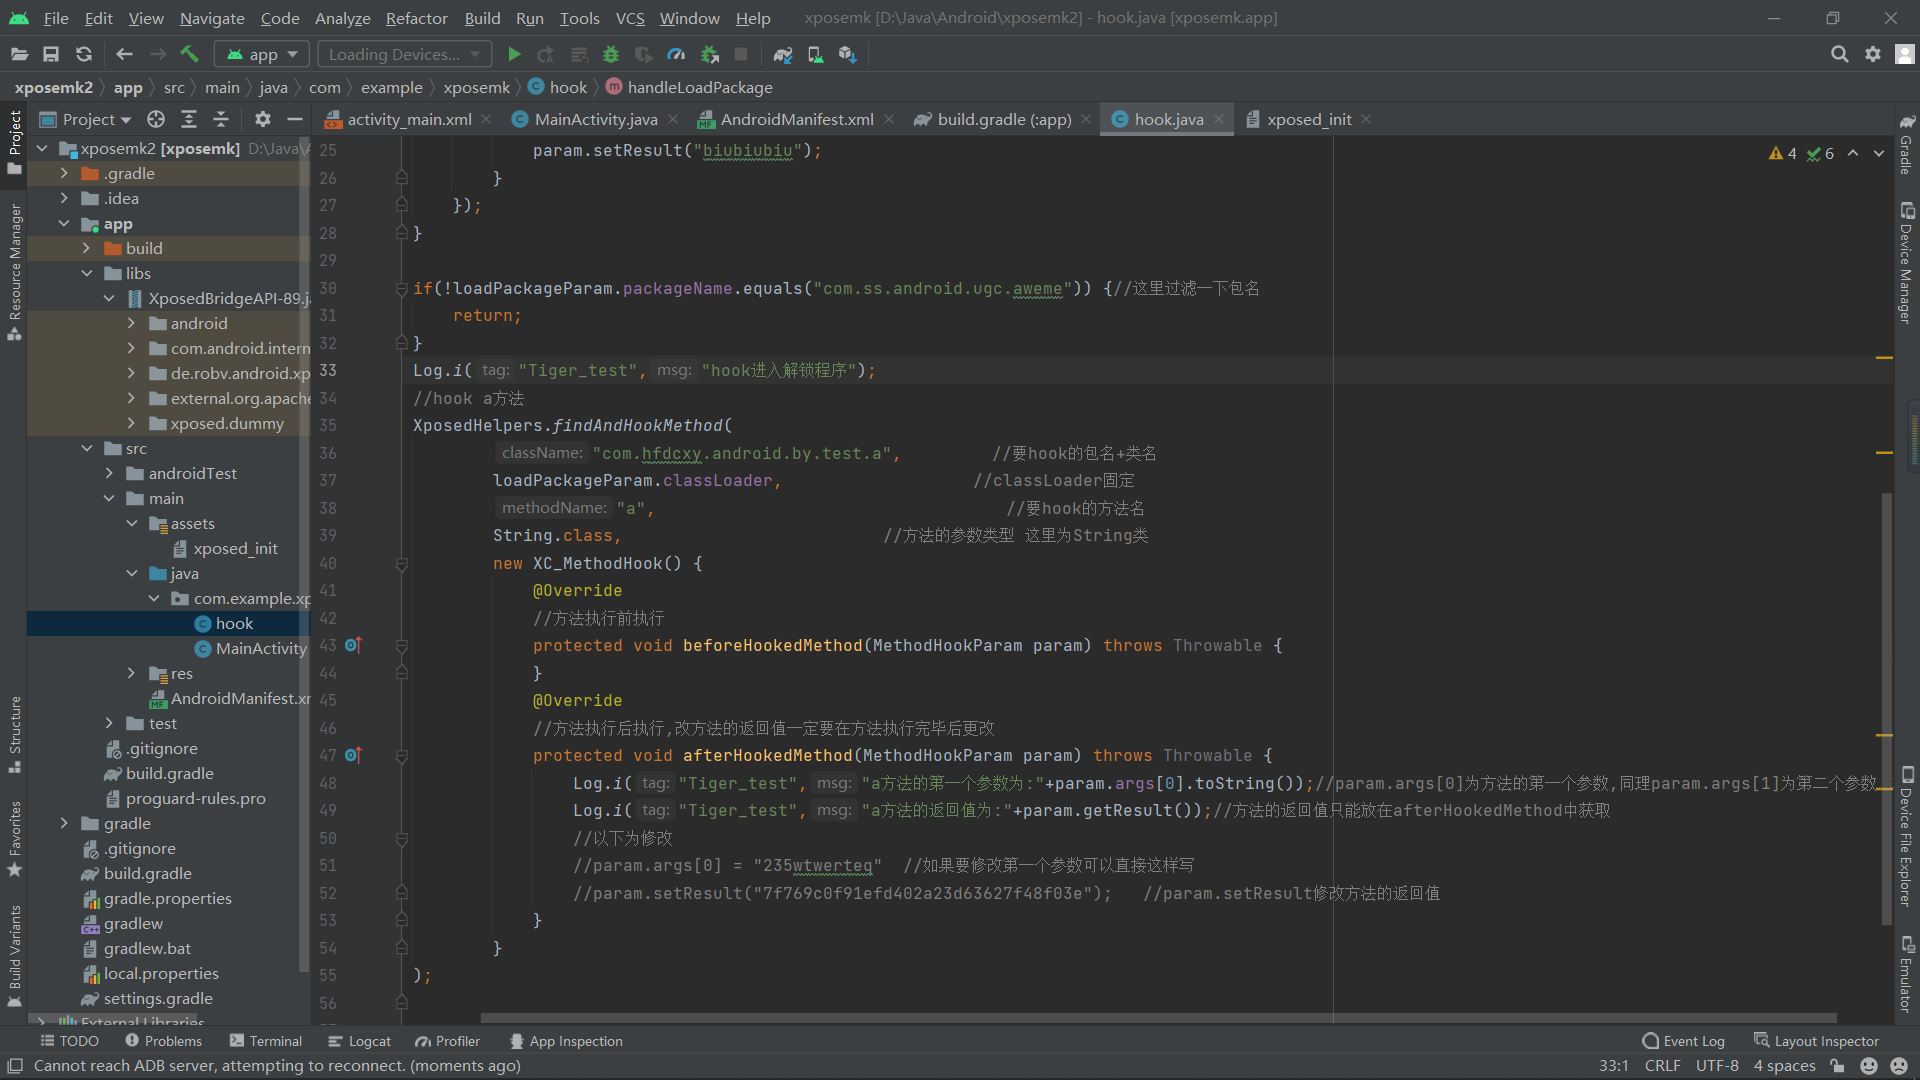 File Edit View Navigate Code Analyze Refactor Build Run Tools VCS Window Help xposemk [D:\Java\Android\xposemk2] - hook.java [xposemk.app]
app Loading Devices...
xposemk2 app src main java com example xposemk hook handleLoadPackage
Project
activity_main.xml MainActivity.java AndroidManifest.xml build.gradle (:app) hook.java xposed_init
xposemk2 [xposemk] D:\Java\
.gradle
.idea
app
build
libs
XposedBridgeAPI-89.j
android
com.android.intern
de.robv.android.xp
external.org.apache
xposed.dummy
src
androidTest
main
assets
xposed_init
java
com.example.xp
hook
MainActivity
res
AndroidManifest.xr
test
.gitignore
build.gradle
proguard-rules.pro
gradle
.gitignore
build.gradle
gradle.properties
gradlew
gradlew.bat
local.properties
settings.gradle
External Libraries
4 6
25 param.setResult("biubiubiu");
26 }
27 });
28 }
29
30 if(!loadPackageParam.packageName.equals("com.ss.android.ugc.aweme")) {//这里过滤一下包名
31 return;
32 }
33 Log.i( tag: "Tiger_test", msg: "hook进入解锁程序");
34 //hook a方法
35 XposedHelpers.findAndHookMethod(
36 className: "com.hfdcxy.android.by.test.a", //要hook的包名+类名
37 loadPackageParam.classLoader, //classLoader固定
38 methodName: "a", //要hook的方法名
39 String.class, //方法的参数类型 这里为String类
40 new XC_MethodHook() {
41 @Override
42 //方法执行前执行
43 protected void beforeHookedMethod(MethodHookParam param) throws Throwable {
44 }
45 @Override
46 //方法执行后执行,改方法的返回值一定要在方法执行完毕后更改
47 protected void afterHookedMethod(MethodHookParam param) throws Throwable {
48 Log.i( tag: "Tiger_test", msg: "a方法的第一个参数为:"+param.args[0].toString());//param.args[0]为方法的第一个参数,同理param.args[1]为第二个参数
49 Log.i( tag: "Tiger_test", msg: "a方法的返回值为:"+param.getResult());//方法的返回值只能放在afterHookedMethod中获取
50 //以下为修改
51 //param.args[0] = "235wtwerteq" //如果要修改第一个参数可以直接这样写
52 //param.setResult("7f769c0f91efd402a23d63627f48f03e"); //param.setResult修改方法的返回值
53 }
54 }
55 );
56
Project
Resource Manager
Structure
Favorites
Build Variants
Gradle
Device Manager
Device File Explorer
Emulator
TODO Problems Terminal Logcat Profiler App Inspection Event Log Layout Inspector
Cannot reach ADB server, attempting to reconnect. (moments ago) 33:1 CRLF UTF-8 4 spaces